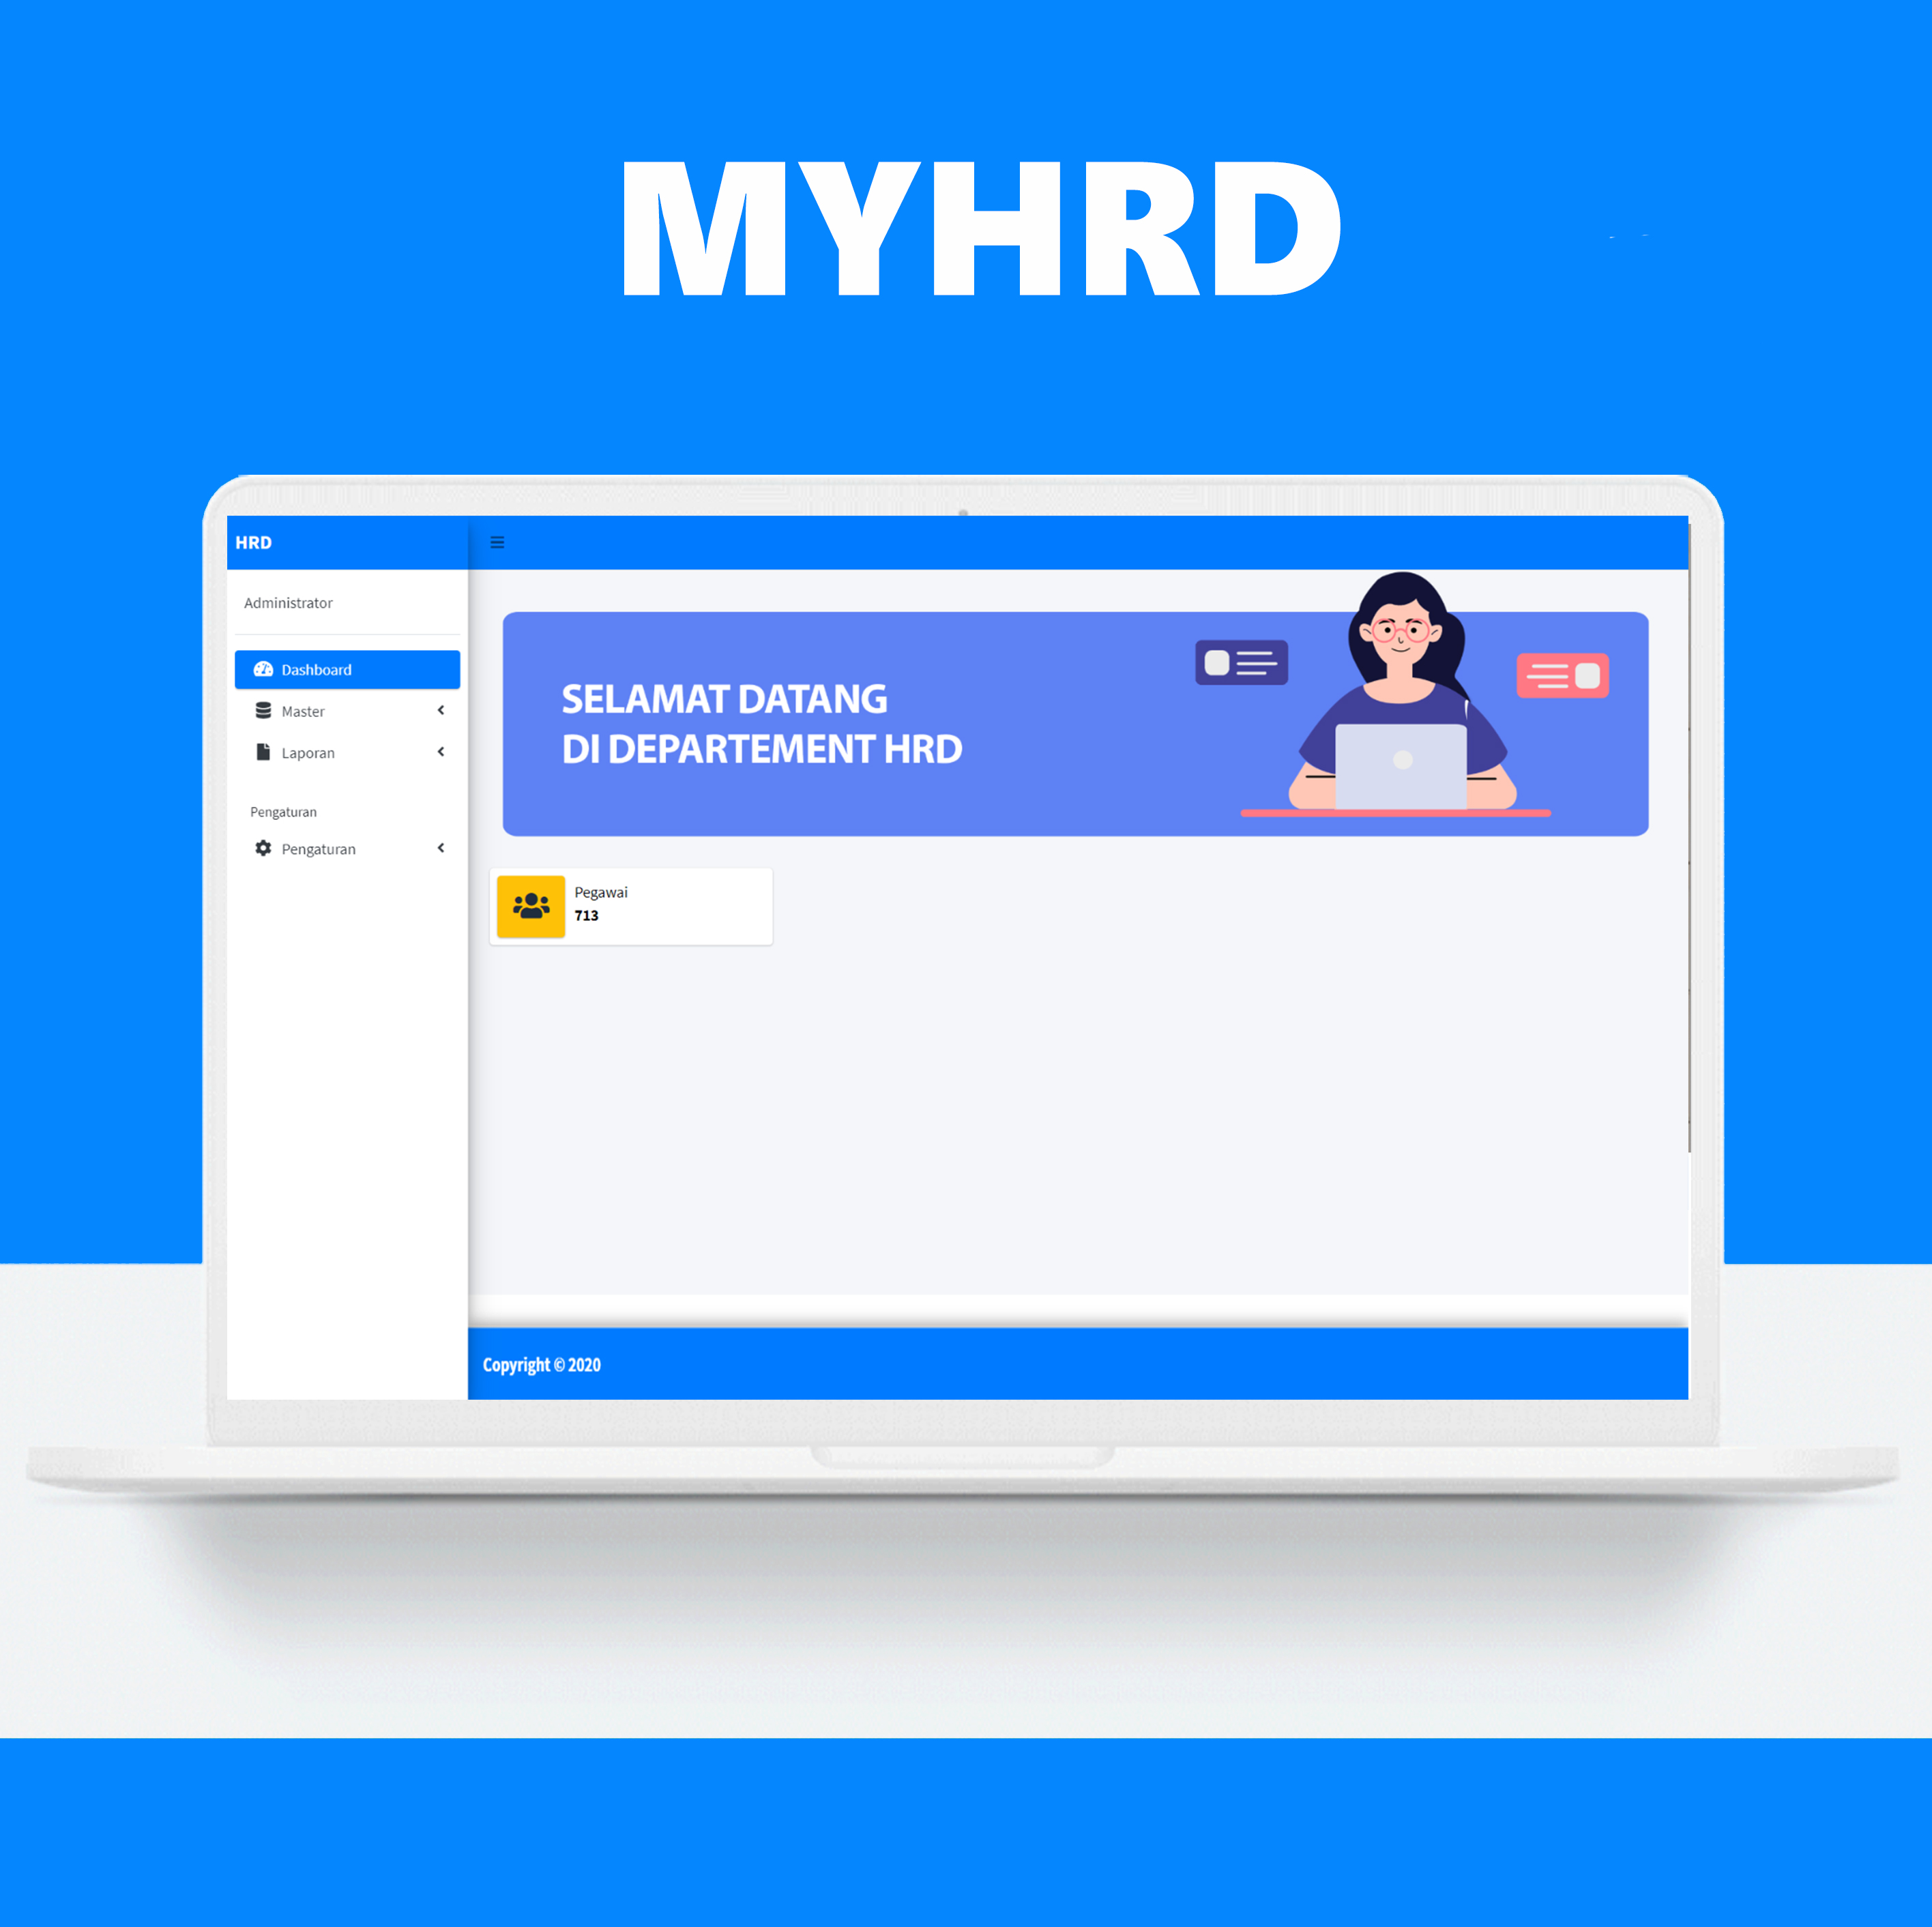 MYHRD
HRD
Administrator
Dashboard
Master
Laporan
Pengaturan
Pengaturan
SELAMAT DATANG
DI DEPARTEMENT HRD
Pegawai
713
Copyright © 2020